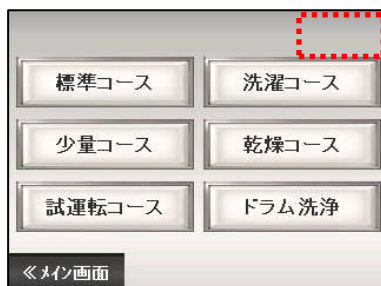 標準コース
洗濯コース
少量コース
乾燥コース
試運転コース
ドラム洗浄
≪メイン画面